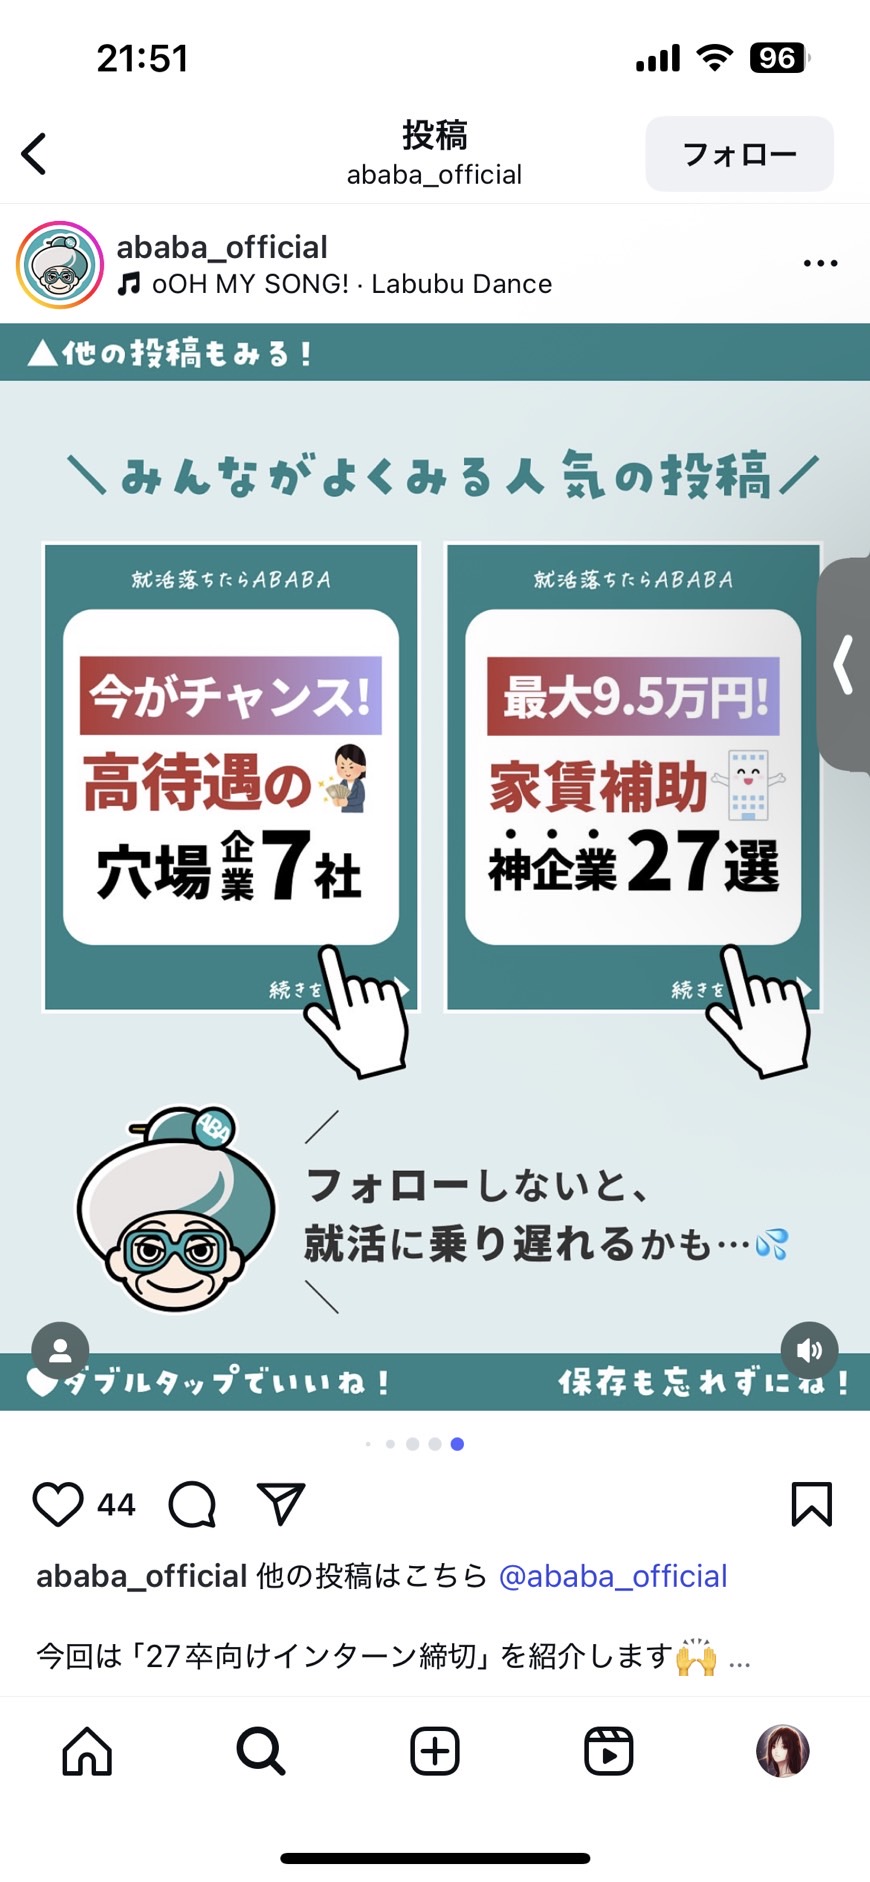 21:51
96
投稿
ababa_official
フォロー
ababa_official
oOH MY SONG! · Labubu Dance
▲他の投稿もみる!
＼みんながよくみる人気の投稿／
就活落ちたらABABA
今がチャンス!
高待遇の
穴場企業7社
続きを
就活落ちたらABABA
最大9.5万円!
家賃補助
神企業27選
続きを
ABA
フォローしないと、
就活に乗り遅れるかも…💦
ダブルタップでいいね!
保存も忘れずにね!
44
ababa_official 他の投稿はこちら @ababa_official
今回は「27卒向けインターン締切」を紹介します🙌 ...